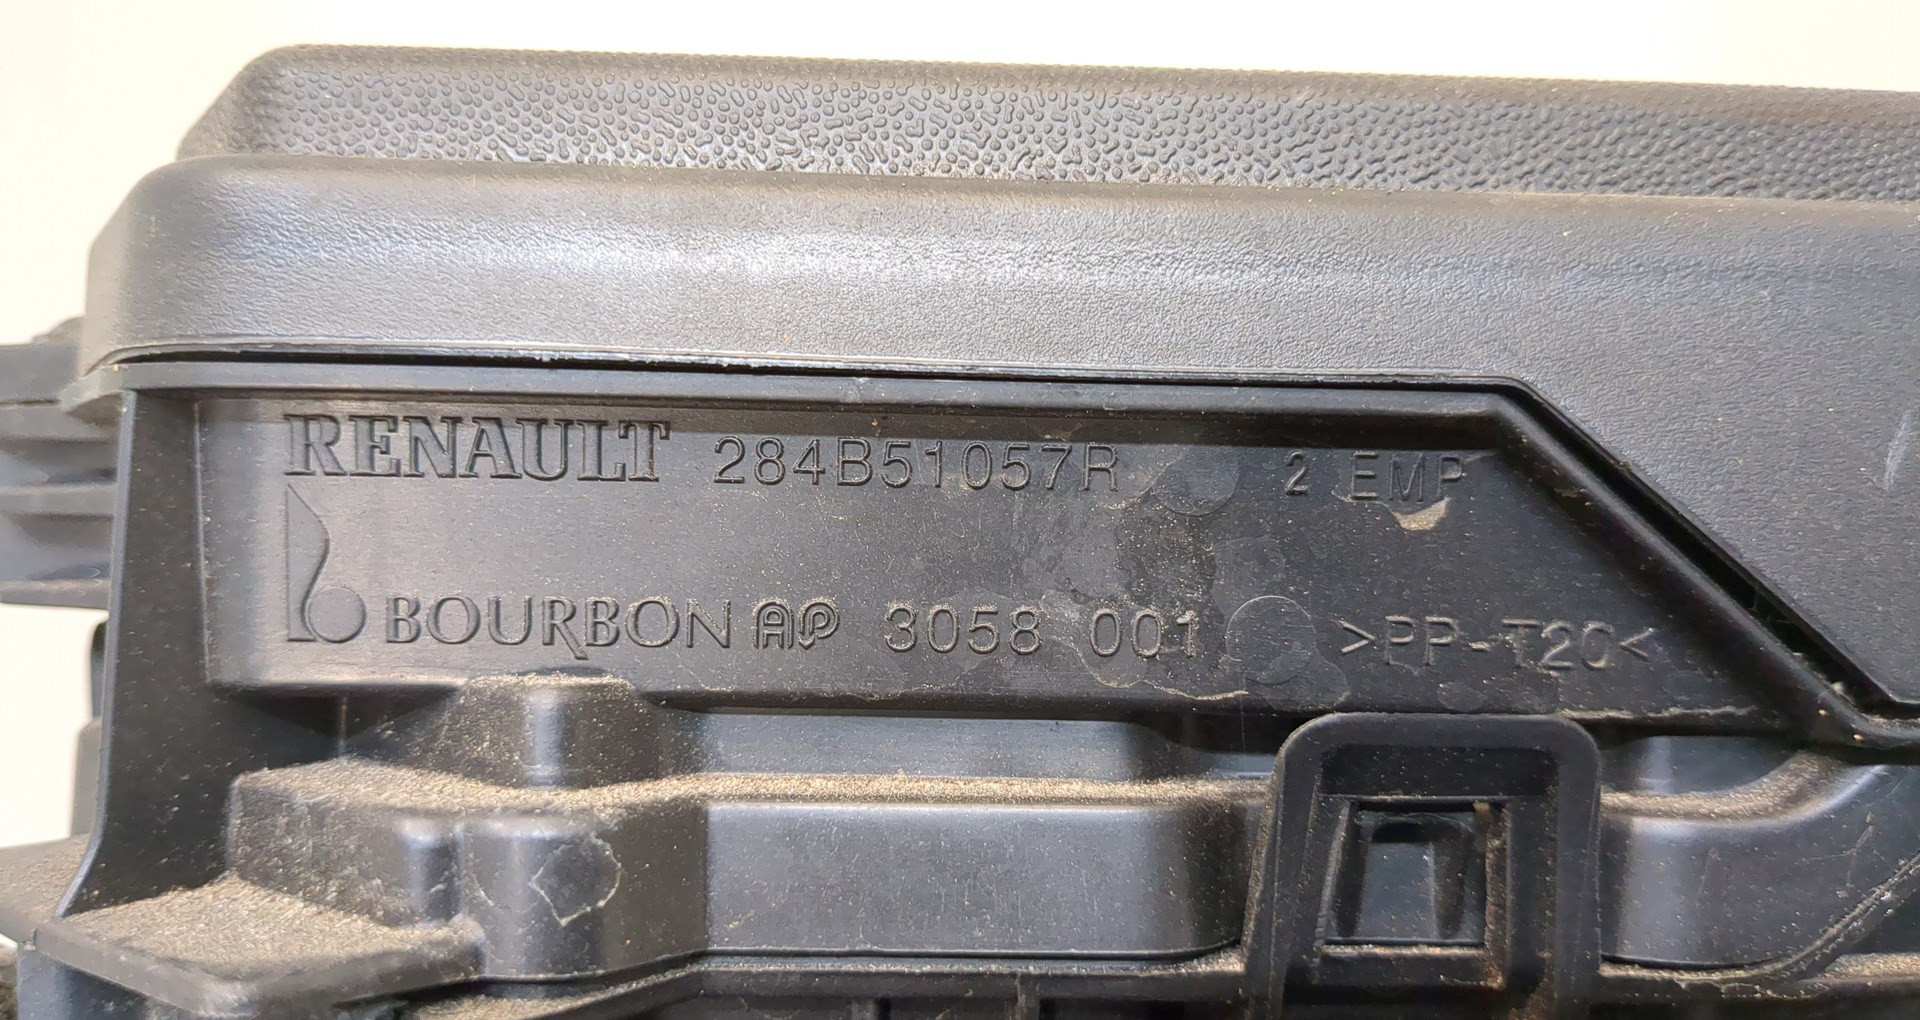 RENAULT 284B51057R 2 EMP
BOURBON AP 3058 001 >PP-T20<